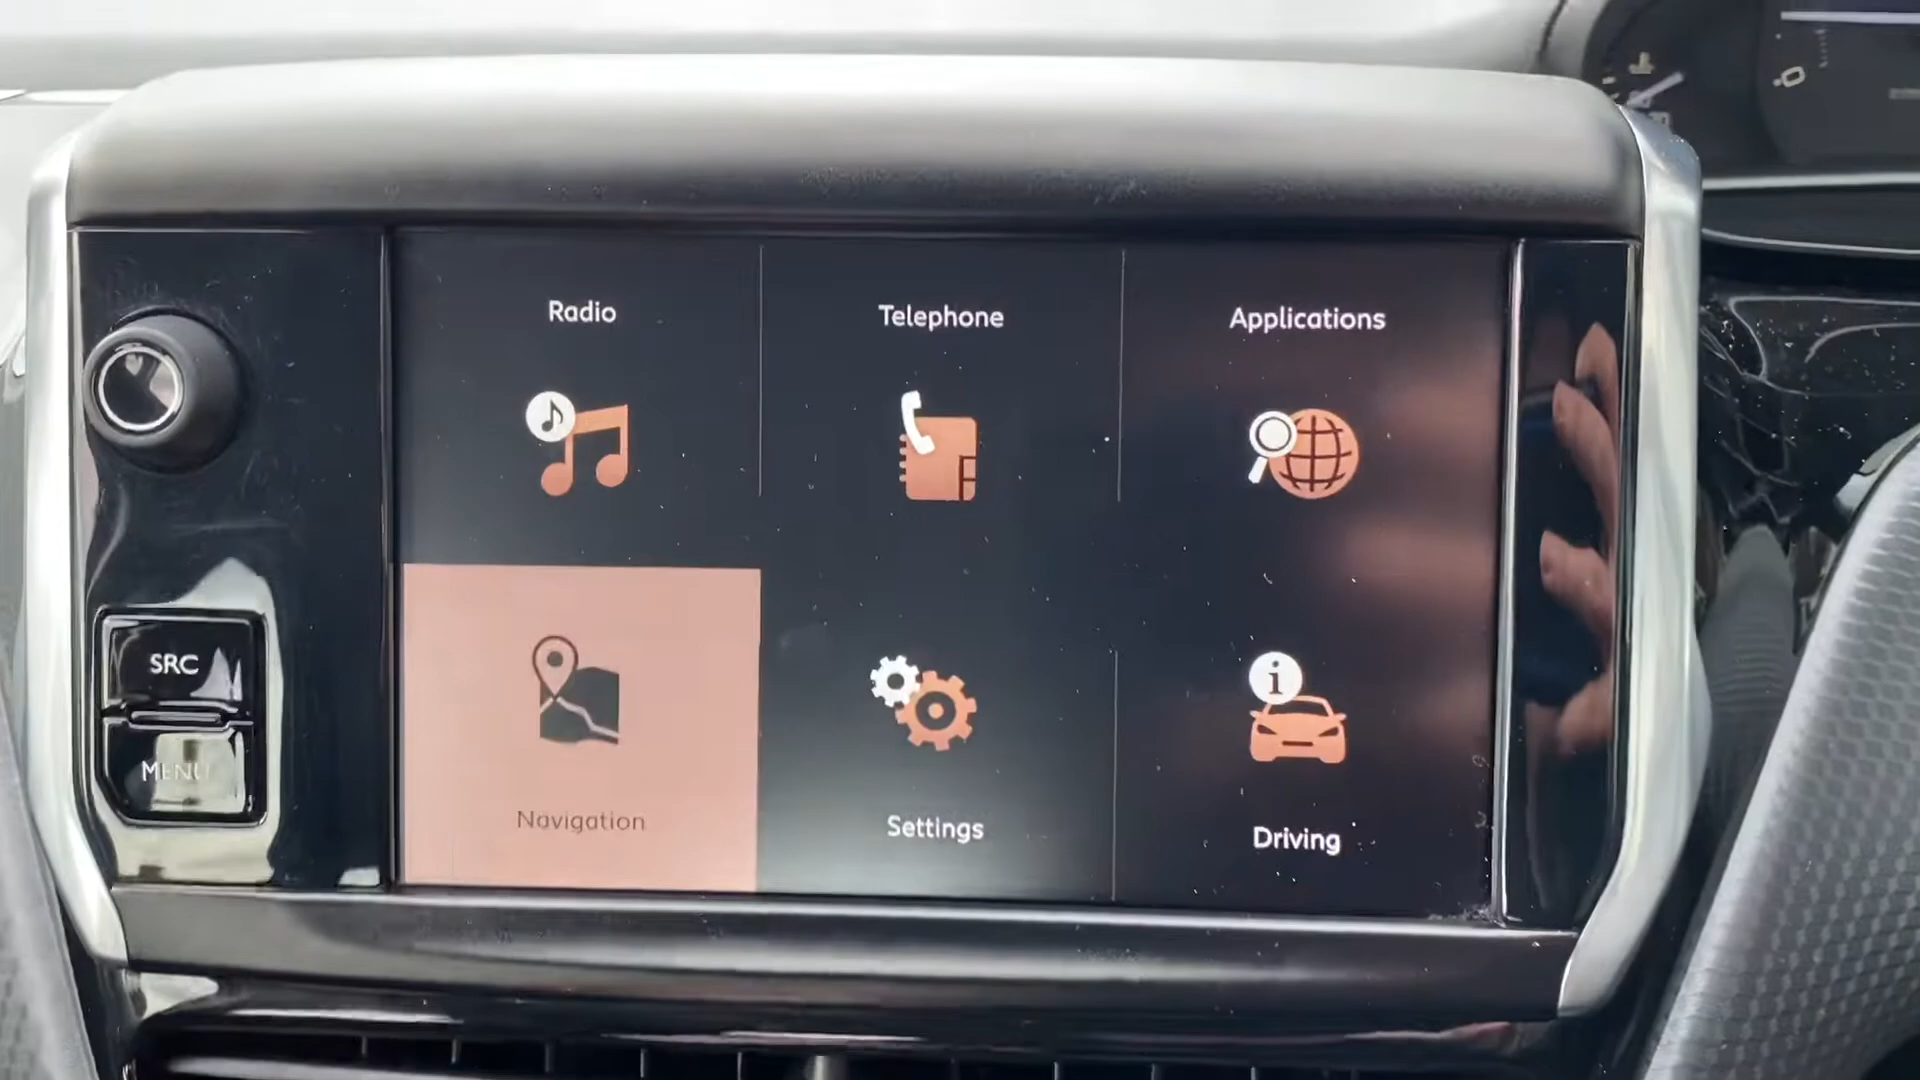 Radio
Telephone
Applications
SRC
MENU
Navigation
Settings
Driving